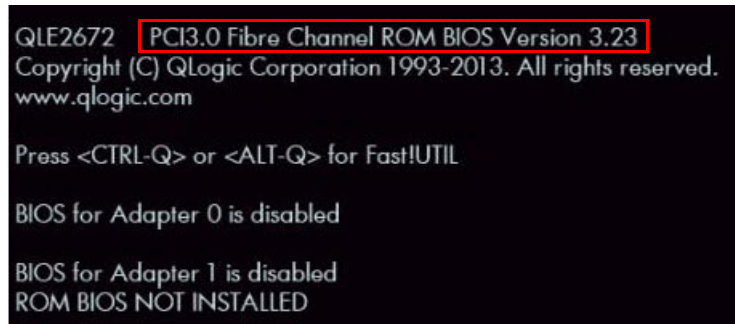 QLE2672 PCI3.0 Fibre Channel ROM BIOS Version 3.23
Copyright (C) QLogic Corporation 1993-2013. All rights reserved.
www.qlogic.com
Press <CTRL-Q> or <ALT-Q> for Fast!UTIL
BIOS for Adapter 0 is disabled
BIOS for Adapter 1 is disabled
ROM BIOS NOT INSTALLED